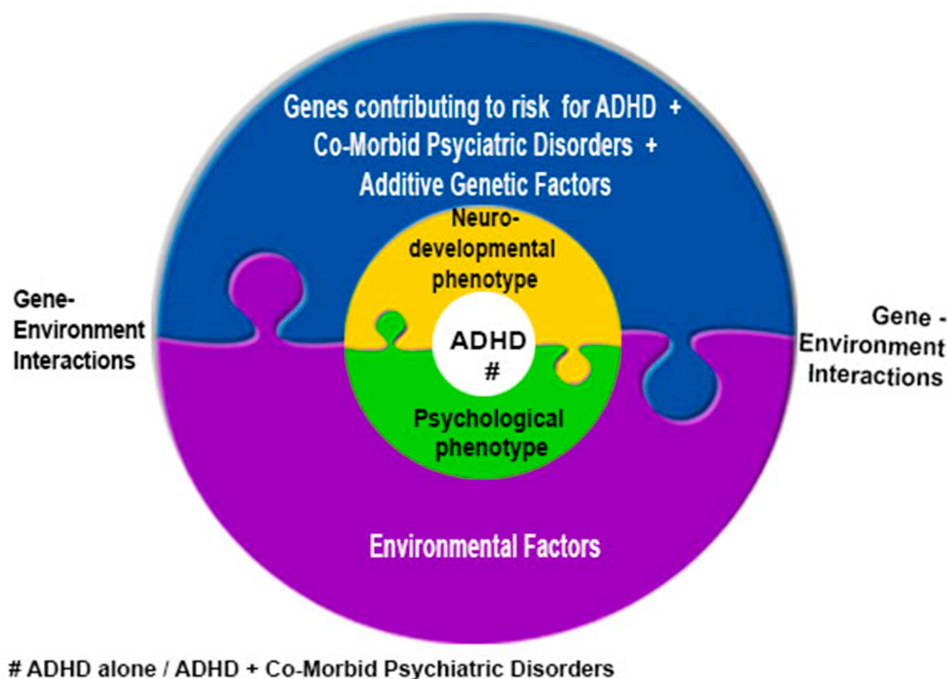 Genes contributing to risk for ADHD +
Co-Morbid Psyciatric Disorders +
Additive Genetic Factors
Neuro-
developmental
phenotype
Gene-
Environment
Interactions
ADHD
#
Gene -
Environment
Interactions
Psychological
phenotype
Environmental Factors
# ADHD alone / ADHD + Co-Morbid Psychiatric Disorders